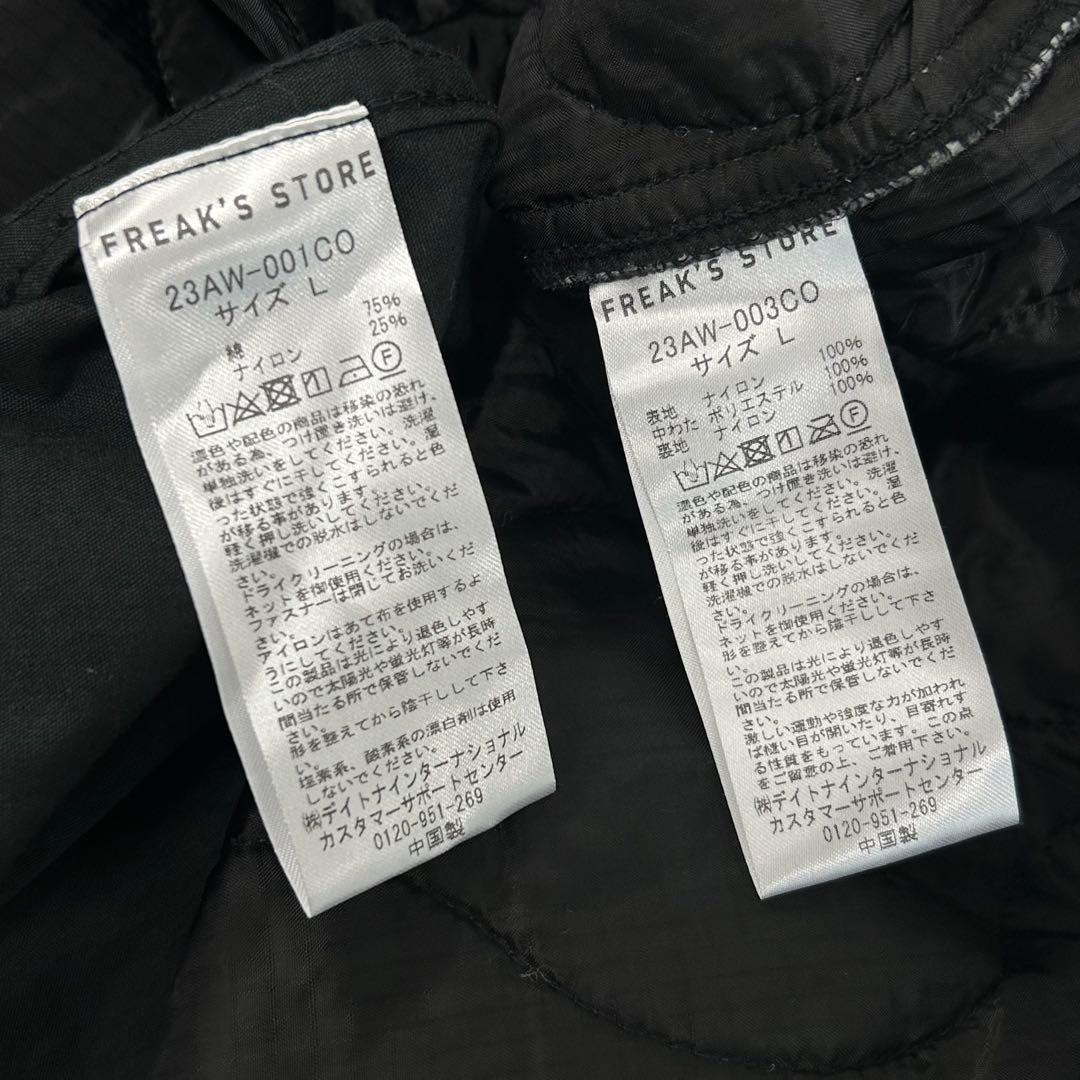 FREAK'S STORE
23AW-001CO
サイズ L
綿 75%
ナイロン 25%
F
濃色や配色の商品は移染の恐れ
がある為、つけ置き洗いは避け、
単独洗いをしてください。洗濯
後はすぐに干してください。湿
った状態で強くこすられると色
が移る事があります。
軽く押し洗いしてください。
洗濯機での脱水はしないでくだ
さい。
ドライクリーニングの場合は、
ネットを御使用ください。
ファスナーは閉じてお洗いくだ
さい。
アイロンはあて布を使用するよ
うにしてください。
この製品は光により退色しやす
いので太陽光や蛍光灯等が長時
間当たる所で保管しないでくだ
さい。
形を整えてから陰干しして下さ
い。
塩素系、酸素系の漂白剤は使用
しないでください。
㈱デイトナインターナショナル
カスタマーサポートセンター
0120-951-269
中国製
FREAK'S STORE
23AW-003CO
サイズ L
表地 ナイロン 100%
中わた ポリエステル 100%
裏地 ナイロン 100%
F
濃色や配色の商品は移染の恐れ
がある為、つけ置き洗いは避け、
単独洗いをしてください。洗濯
後はすぐに干してください。湿
った状態で強くこすられると色
が移る事があります。
軽く押し洗いしてください。
洗濯機での脱水はしないでくだ
さい。
ドライクリーニングの場合は、
ネットを御使用ください。
形を整えてから陰干して下さい。
この製品は光により退色しやす
いので太陽光や蛍光灯等が長時
間当たる所で保管しないでくだ
さい。
激しい運動や強度な力が加われ
ば縫い目が開いたり、目寄れす
る性質をもっています。この点
をご留意の上、ご着用下さい。
㈱デイトナインターナショナル
カスタマーサポートセンター
0120-951-269
中国製